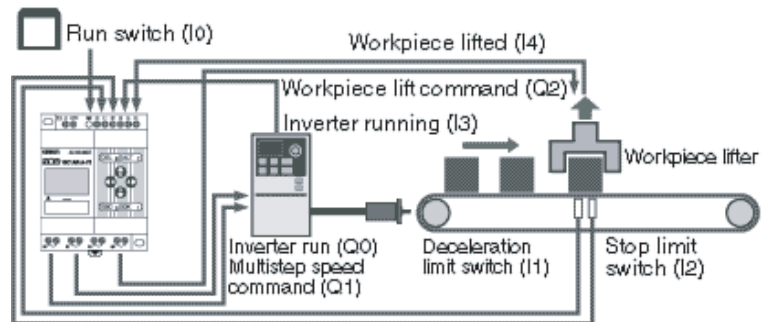 Run switch (I0)
Workpiece lifted (I4)
Workpiece lift command (Q2)
Inverter running (I3)
Workpiece lifter
Inverter run (Q0)
Multistep speed
command (Q1)
Deceleration
limit switch (I1)
Stop limit
switch (I2)